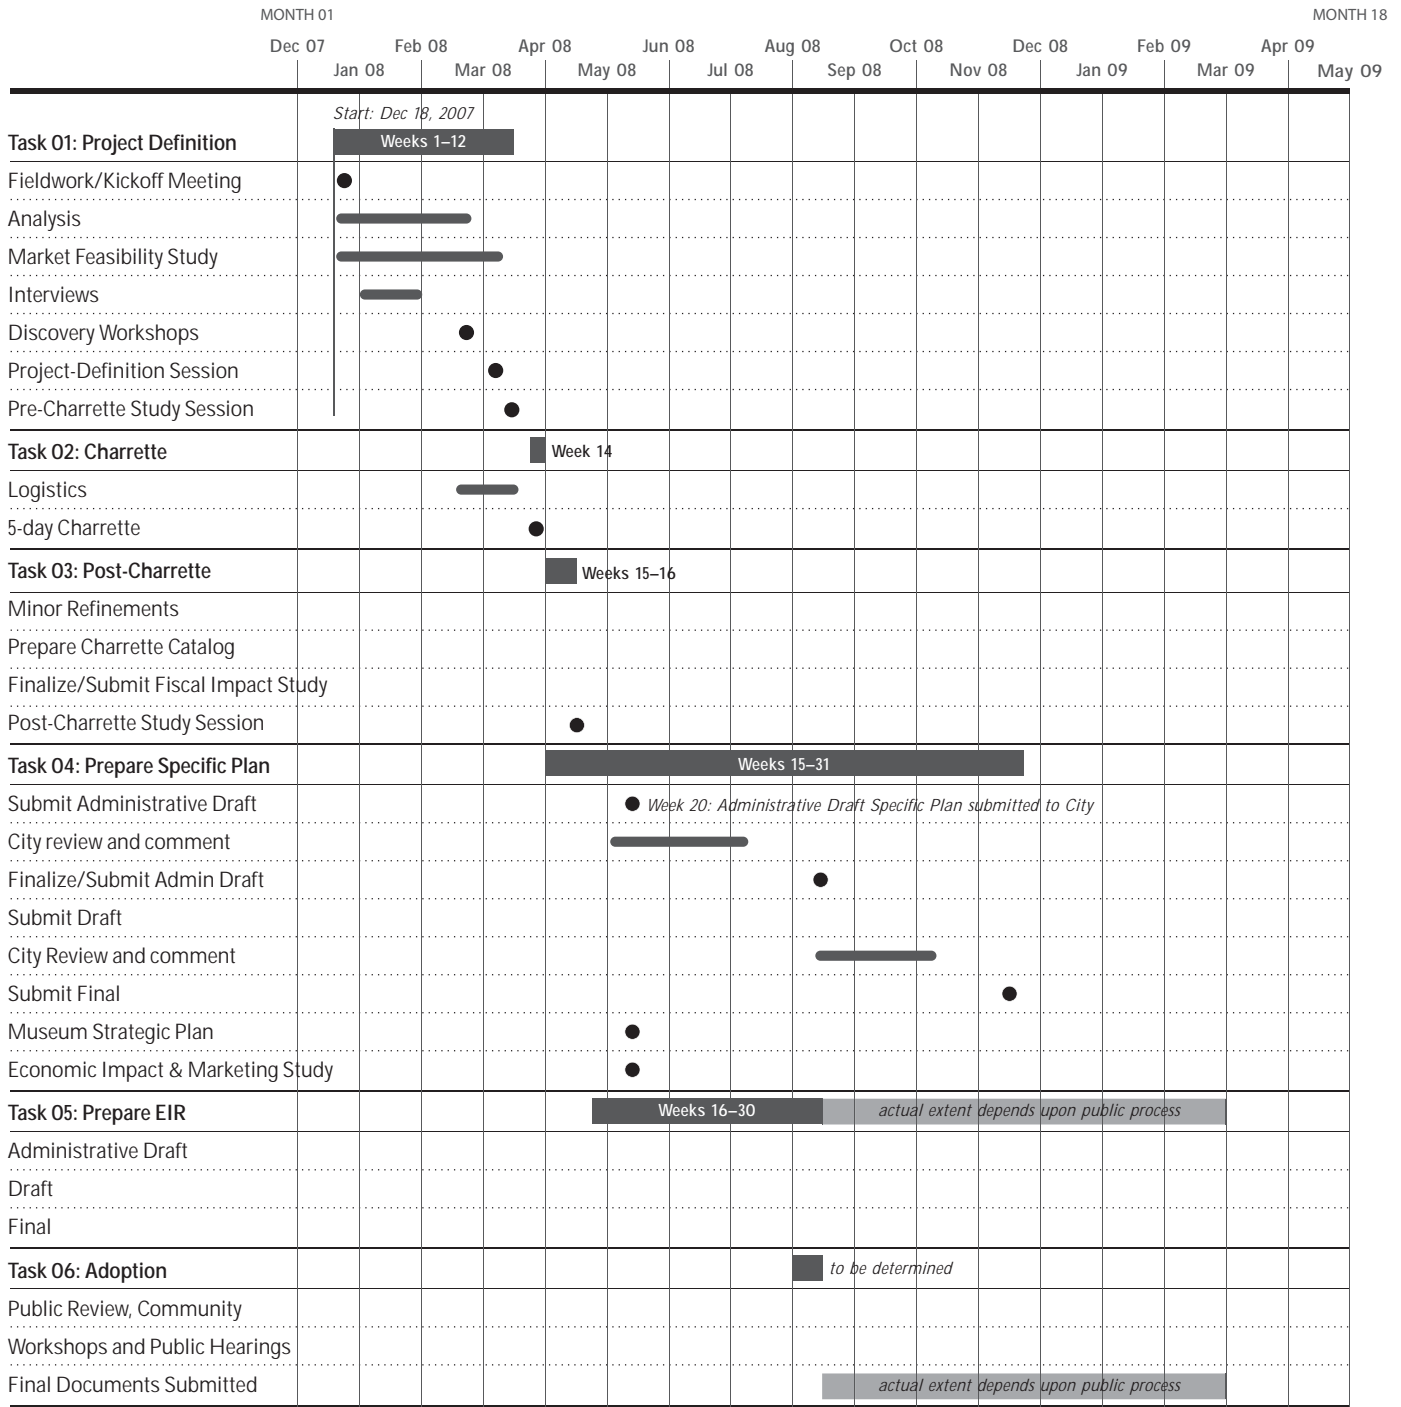 MONTH 01 MONTH 18
Dec 07 Feb 08 Apr 08 Jun 08 Aug 08 Oct 08 Dec 08 Feb 09 Apr 09
Jan 08 Mar 08 May 08 Jul 08 Sep 08 Nov 08 Jan 09 Mar 09 May 09
Start: Dec 18, 2007
Task 01: Project Definition Weeks 1–12
Fieldwork/Kickoff Meeting
Analysis
Market Feasibility Study
Interviews
Discovery Workshops
Project-Definition Session
Pre-Charrette Study Session
Task 02: Charrette Week 14
Logistics
5-day Charrette
Task 03: Post-Charrette Weeks 15–16
Minor Refinements
Prepare Charrette Catalog
Finalize/Submit Fiscal Impact Study
Post-Charrette Study Session
Task 04: Prepare Specific Plan Weeks 15–31
Submit Administrative Draft Week 20: Administrative Draft Specific Plan submitted to City
City review and comment
Finalize/Submit Admin Draft
Submit Draft
City Review and comment
Submit Final
Museum Strategic Plan
Economic Impact & Marketing Study
Task 05: Prepare EIR Weeks 16–30 actual extent depends upon public process
Administrative Draft
Draft
Final
Task 06: Adoption to be determined
Public Review, Community
Workshops and Public Hearings
Final Documents Submitted actual extent depends upon public process